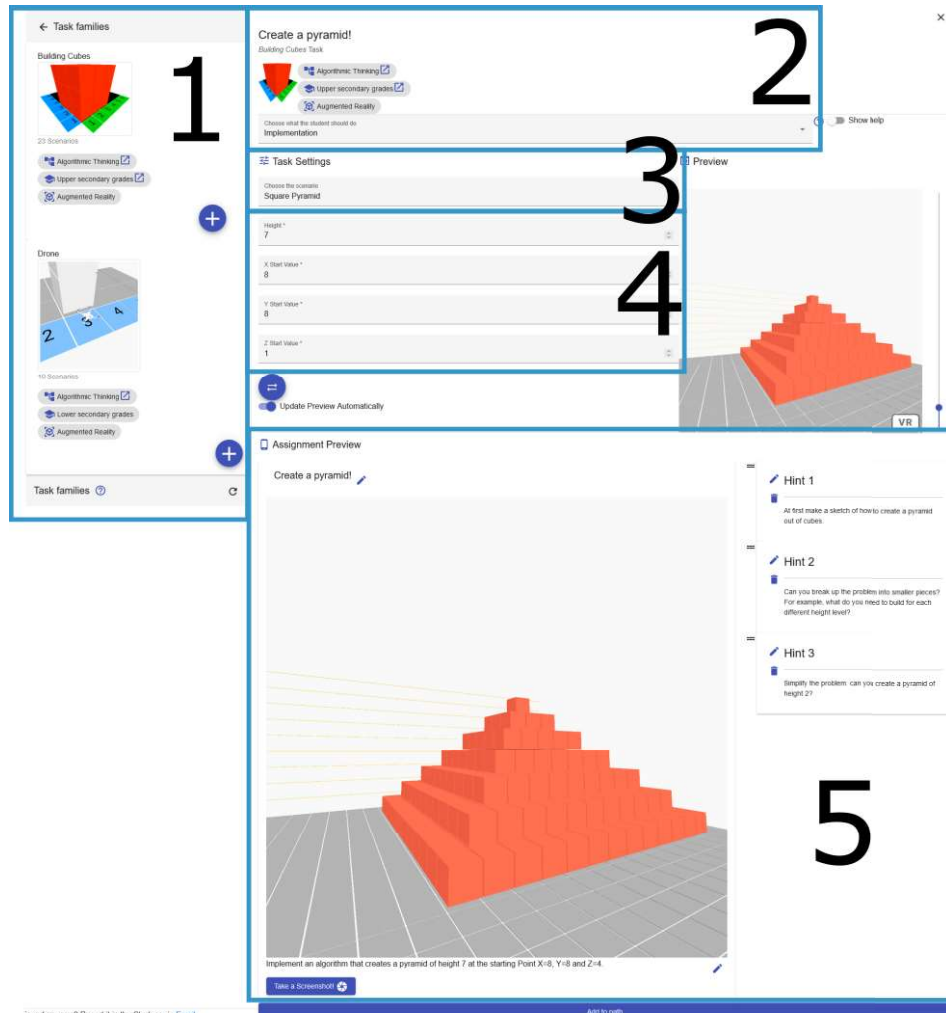 ← Task families
1
Building Cubes
23 Scenarios
Algorithmic Thinking
Upper secondary grades
Augmented Reality
+
Drone
2 3 4
10 Scenarios
Algorithmic Thinking
Lower secondary grades
Augmented Reality
+
Task families
2
Create a pyramid!
Building Cubes Task
Algorithmic Thinking
Upper secondary grades
Augmented Reality
Choose what the student should do
Implementation
Show help
3
Task Settings
Choose the scenario
Square Pyramid
Preview
VR
4
Height *
7
X Start Value *
8
Y Start Value *
8
Z Start Value *
1
Update Preview Automatically
5
Assignment Preview
Create a pyramid!
Hint 1
At first make a sketch of how to create a pyramid
out of cubes.
Hint 2
Can you break up the problem into smaller pieces?
For example, what do you need to build for each
different height level?
Hint 3
Simplify the problem can you create a pyramid of
height 2?
Implement an algorithm that creates a pyramid of height 7 at the starting Point X=8, Y=8 and Z=4.
Take a Screenshot!
Add to path